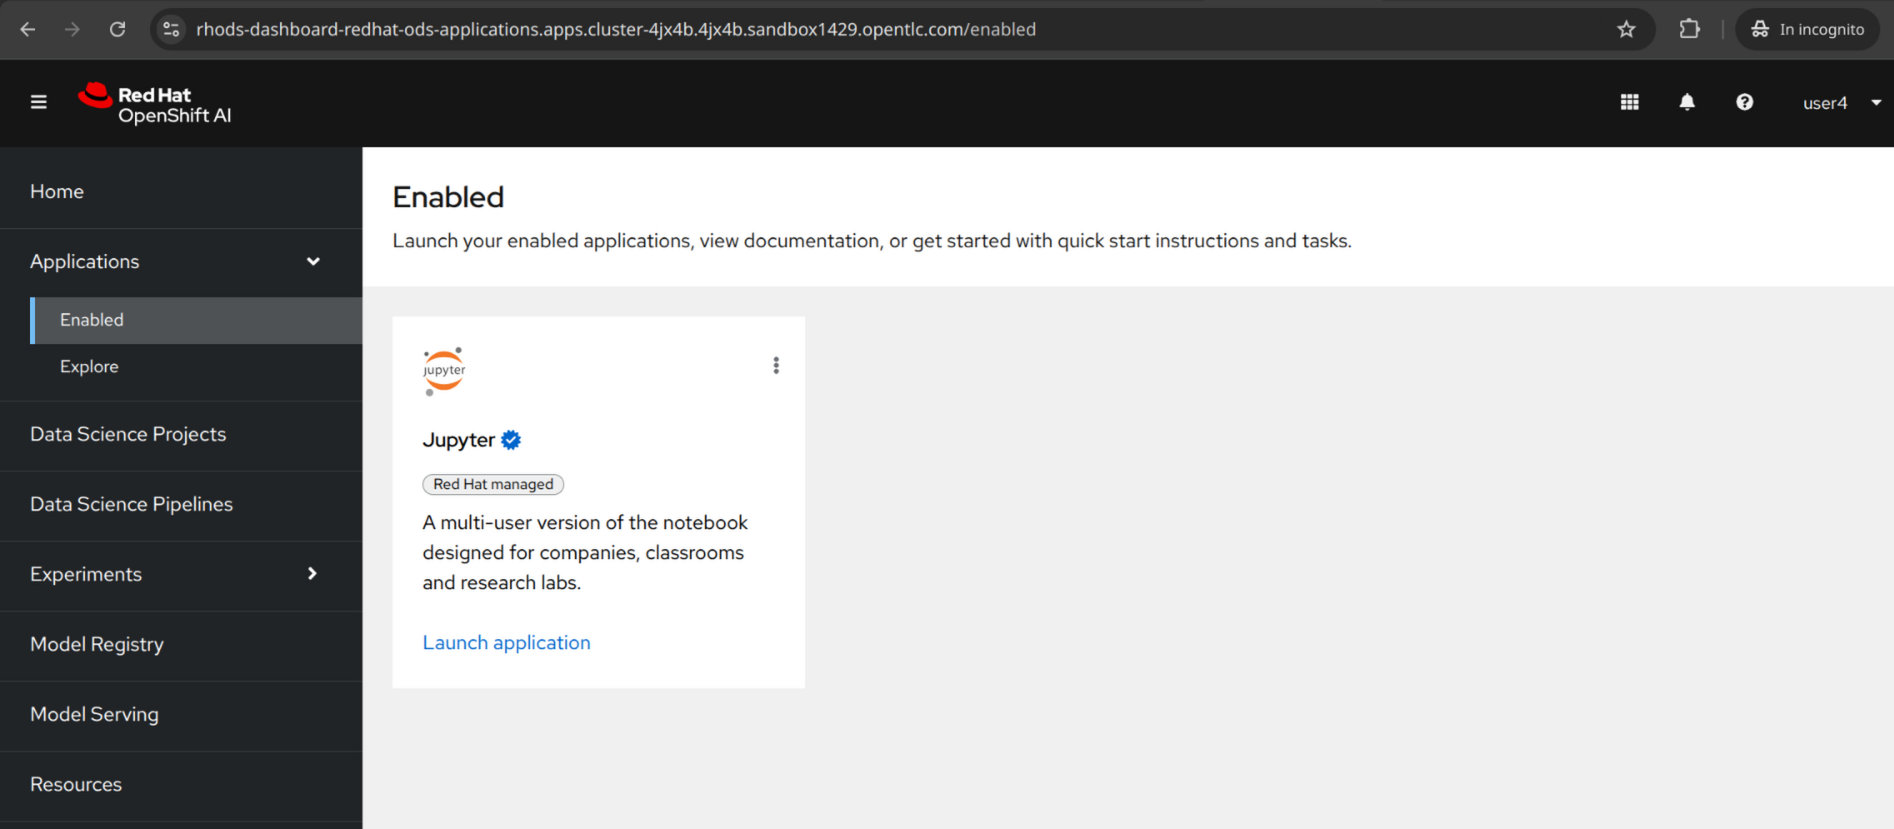 rhods-dashboard-redhat-ods-applications.apps.cluster-4jx4b.4jx4b.sandbox1429.opentlc.com/enabled
In incognito
Red Hat
OpenShift AI
user4
Home
Applications
Enabled
Explore
Data Science Projects
Data Science Pipelines
Experiments
Model Registry
Model Serving
Resources
Enabled
Launch your enabled applications, view documentation, or get started with quick start instructions and tasks.
jupyter
Jupyter
Red Hat managed
A multi-user version of the notebook
designed for companies, classrooms
and research labs.
Launch application